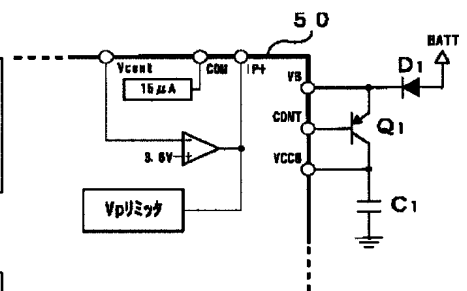 50
BATT
Vcont
COM
IP+
VB
D1
15μA
CONT
Q1
3.6V
VCC5
Vpリミッタ
C1